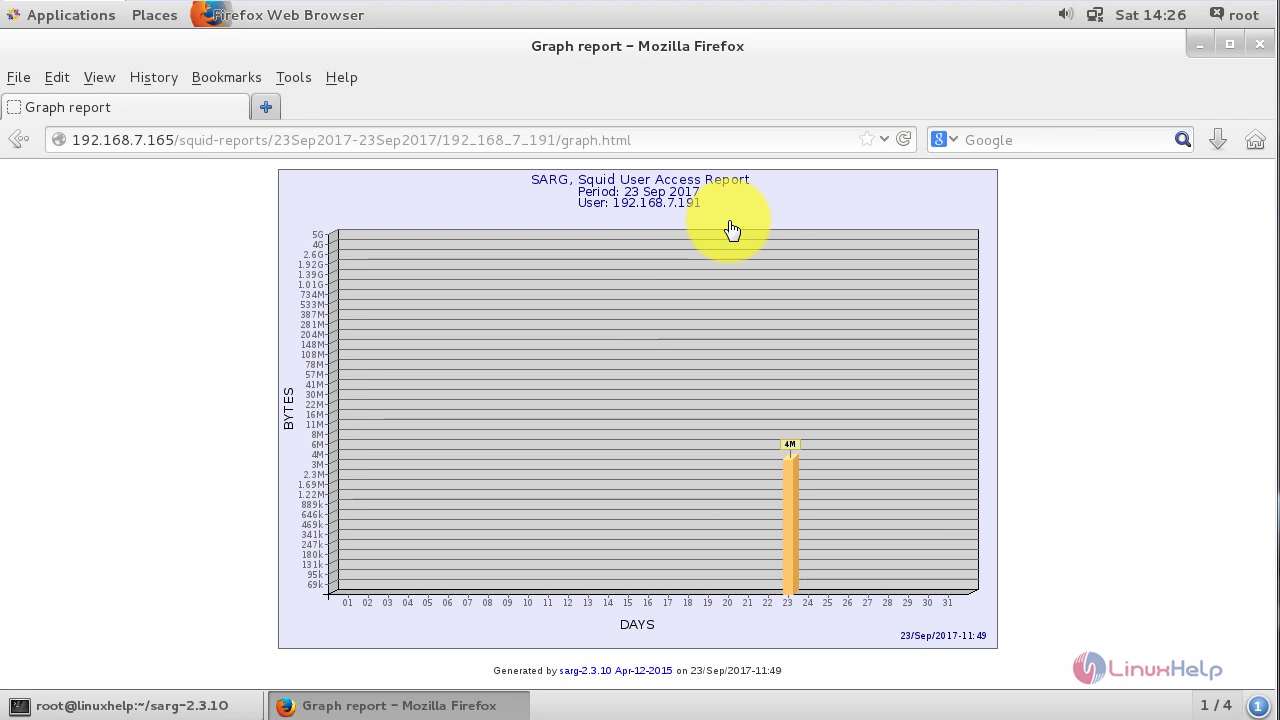 Applications Places Firefox Web Browser Sat 14:26 root
Graph report - Mozilla Firefox
File Edit View History Bookmarks Tools Help
Graph report
192.168.7.165/squid-reports/23Sep2017-23Sep2017/192_168_7_191/graph.html Google
SARG, Squid User Access Report
Period: 23 Sep 2017
User: 192.168.7.191
5G
4G
2.6G
1.92G
1.39G
1.01G
734M
533M
387M
281M
204M
148M
108M
78M
57M
41M
30M
22M
16M
11M
8M
6M
4M
3M
2.3M
1.69M
1.22M
889k
646k
469k
341k
247k
180k
131k
95k
69k
BYTES
4M
01 02 03 04 05 06 07 08 09 10 11 12 13 14 15 16 17 18 19 20 21 22 23 24 25 26 27 28 29 30 31
DAYS
23/Sep/2017-11:49
Generated by sarg-2.3.10 Apr-12-2015 on 23/Sep/2017-11:49
LinuxHelp
root@linuxhelp:~/sarg-2.3.10 Graph report - Mozilla Firefox 1 / 4 1